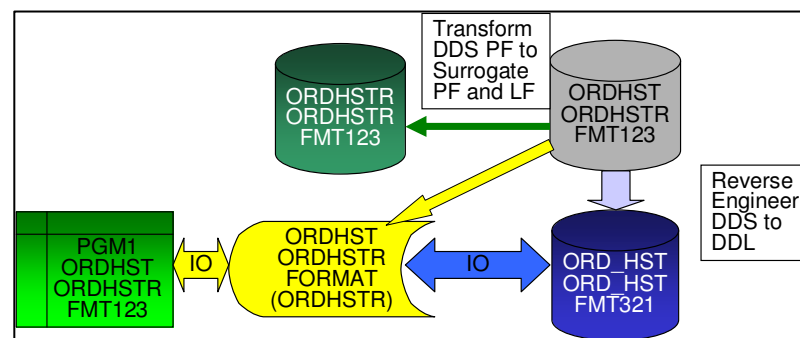 Transform
DDS PF to
Surrogate
PF and LF
ORDHSTR
ORDHSTR
FMT123
ORDHST
ORDHSTR
FMT123
Reverse
Engineer
DDS to
DDL
PGM1
ORDHST
ORDHSTR
FMT123
IO
ORDHST
ORDHSTR
FORMAT
(ORDHSTR)
IO
ORD_HST
ORD_HST
FMT321